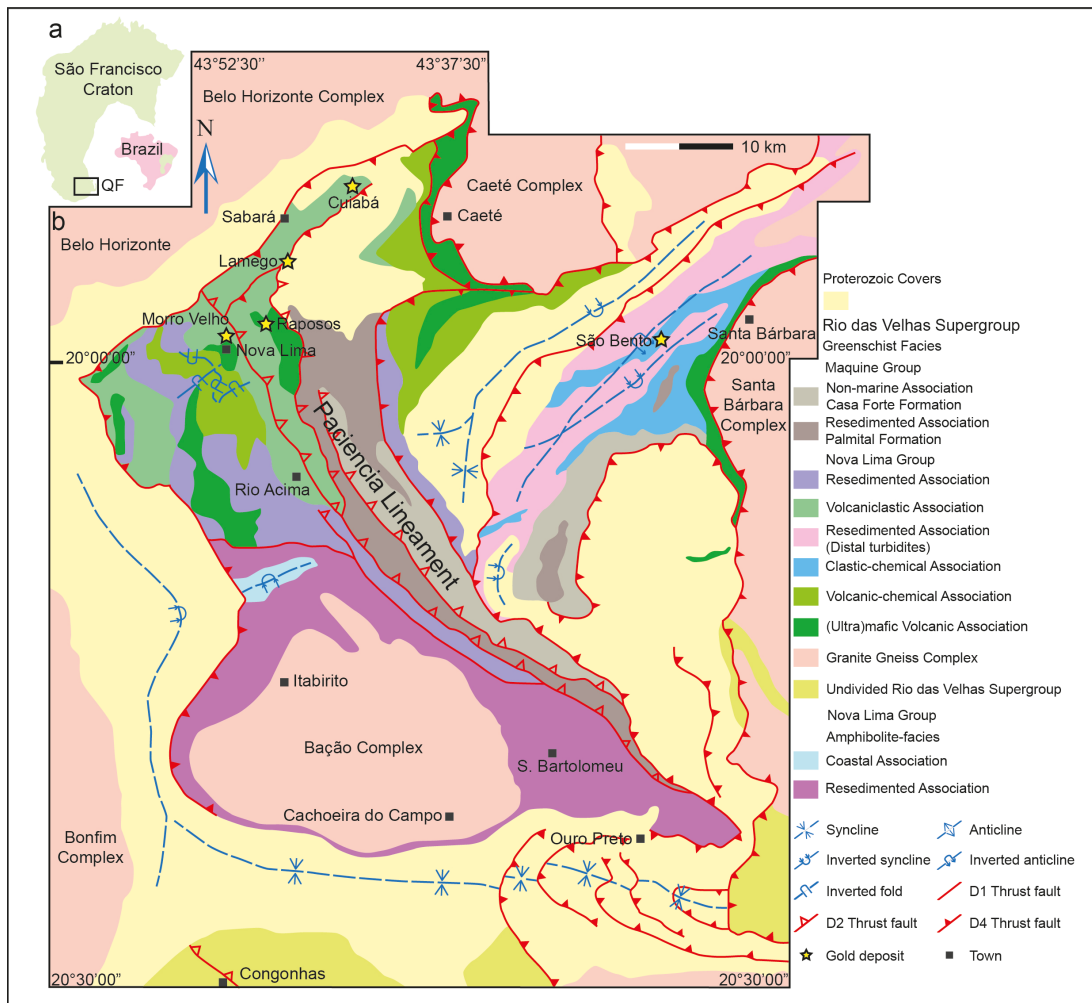 a
São Francisco
Craton
Brazil
QF
43°52'30''
43°37'30"
Belo Horizonte Complex
N
10 km
Caeté Complex
Cuiabá
Sabará
Caeté
b
Belo Horizonte
Lamego
Morro Velho
Raposos
Nova Lima
20°00'00"
São Bento
Santa Bárbara
20°00'00"
Santa
Bárbara
Complex
Paciencia Lineament
Rio Acima
Itabirito
Bação Complex
S. Bartolomeu
Cachoeira do Campo
Ouro Preto
Bonfim
Complex
Congonhas
20°30'00"
20°30'00"
Proterozoic Covers
Rio das Velhas Supergroup
Greenschist Facies
Maquine Group
Non-marine Association
Casa Forte Formation
Resedimented Association
Palmital Formation
Nova Lima Group
Resedimented Association
Volcaniclastic Association
Resedimented Association
(Distal turbidites)
Clastic-chemical Association
Volcanic-chemical Association
(Ultra)mafic Volcanic Association
Granite Gneiss Complex
Undivided Rio das Velhas Supergroup
Nova Lima Group
Amphibolite-facies
Coastal Association
Resedimented Association
Syncline
Anticline
Inverted syncline
Inverted anticline
Inverted fold
D1 Thrust fault
D2 Thrust fault
D4 Thrust fault
Gold deposit
Town